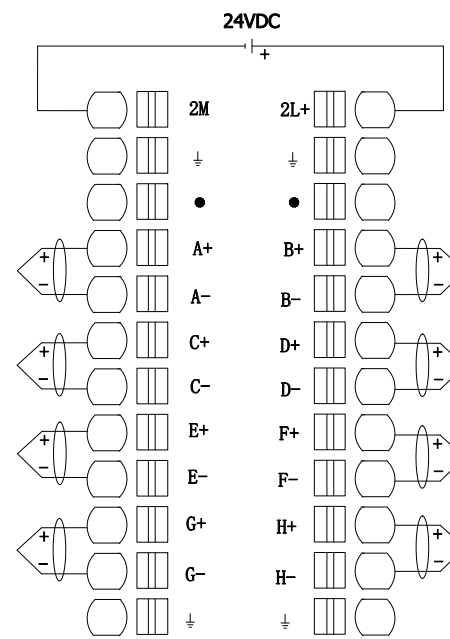 24VDC
+
2M 2L+
A+ B+
+ +
- -
A- B-
C+ D+
+ +
- -
C- D-
E+ F+
+ +
- -
E- F-
G+ H+
+ +
- -
G- H-